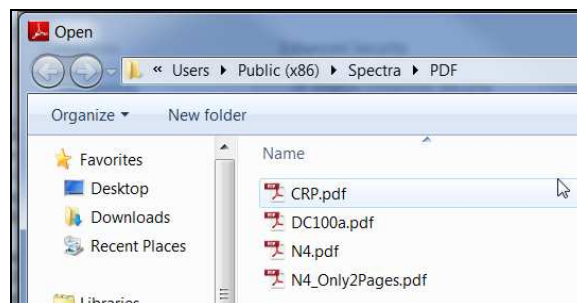 Open
« Users ▸ Public (x86) ▸ Spectra ▸ PDF
Organize ▾ New folder
Favorites
Desktop
Downloads
Recent Places
Libraries
Name
CRP.pdf
DC100a.pdf
N4.pdf
N4_Only2Pages.pdf